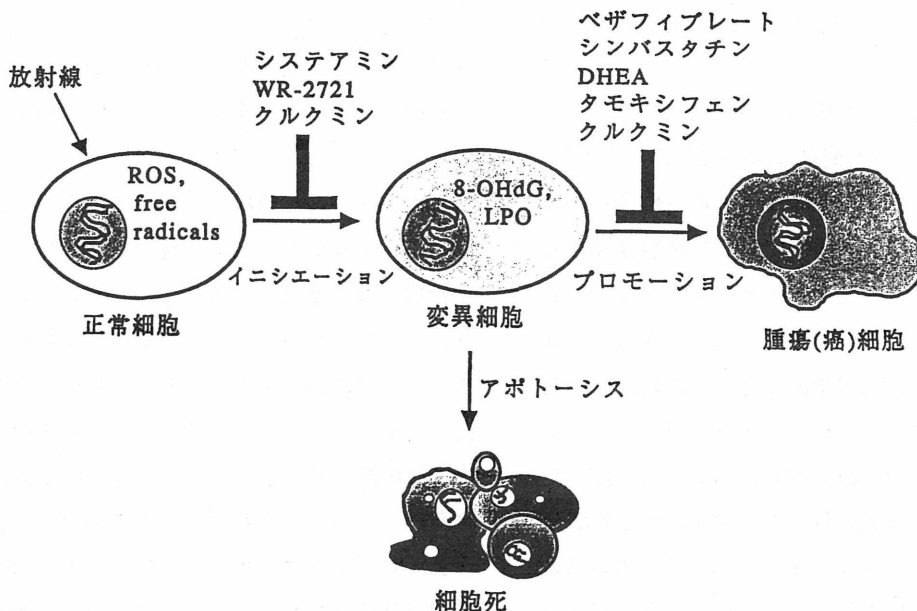 放射線
システアミン
WR-2721
クルクミン
ベザフィブレート
シンバスタチン
DHEA
タモキシフェン
クルクミン
ROS,
free
radicals
イニシエーション
8-OHdG,
LPO
プロモーション
正常細胞
変異細胞
腫瘍(癌)細胞
アポトーシス
細胞死